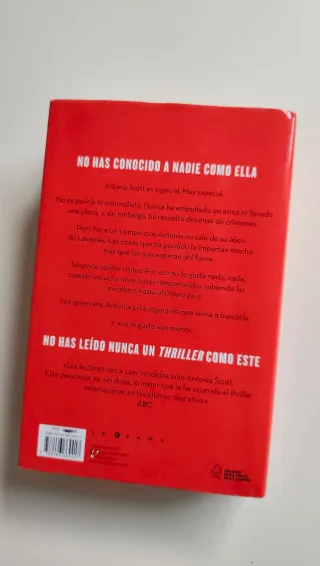 NO HAS CONOCIDO A NADIE COMO ELLA
Antonia Scott es especial. Muy especial.
No es policía ni criminalista. Nunca ha empuñado un arma ni llevado
una placa, y, sin embargo, ha resuelto decenas de crímenes.
Pero hace un tiempo que Antonia no sale de su ático
de Lavapiés. Las cosas que ha perdido le importan mucho
más que las que esperan ahí fuera.
Tampoco recibe visitas. Por eso no le gusta nada, nada,
cuando escucha unos pasos desconocidos subiendo las
escaleras hasta el último piso.
Sea quien sea, Antonia está segura de que viene a buscarla.
Y eso le gusta aún menos.
NO HAS LEÍDO NUNCA UN THRILLER COMO ESTE
«Los lectores van a caer rendidos ante Antonia Scott.
Este personaje es, sin duda, lo mejor que le ha ocurrido al thriller
internacional en los últimos diez años.»
ABC